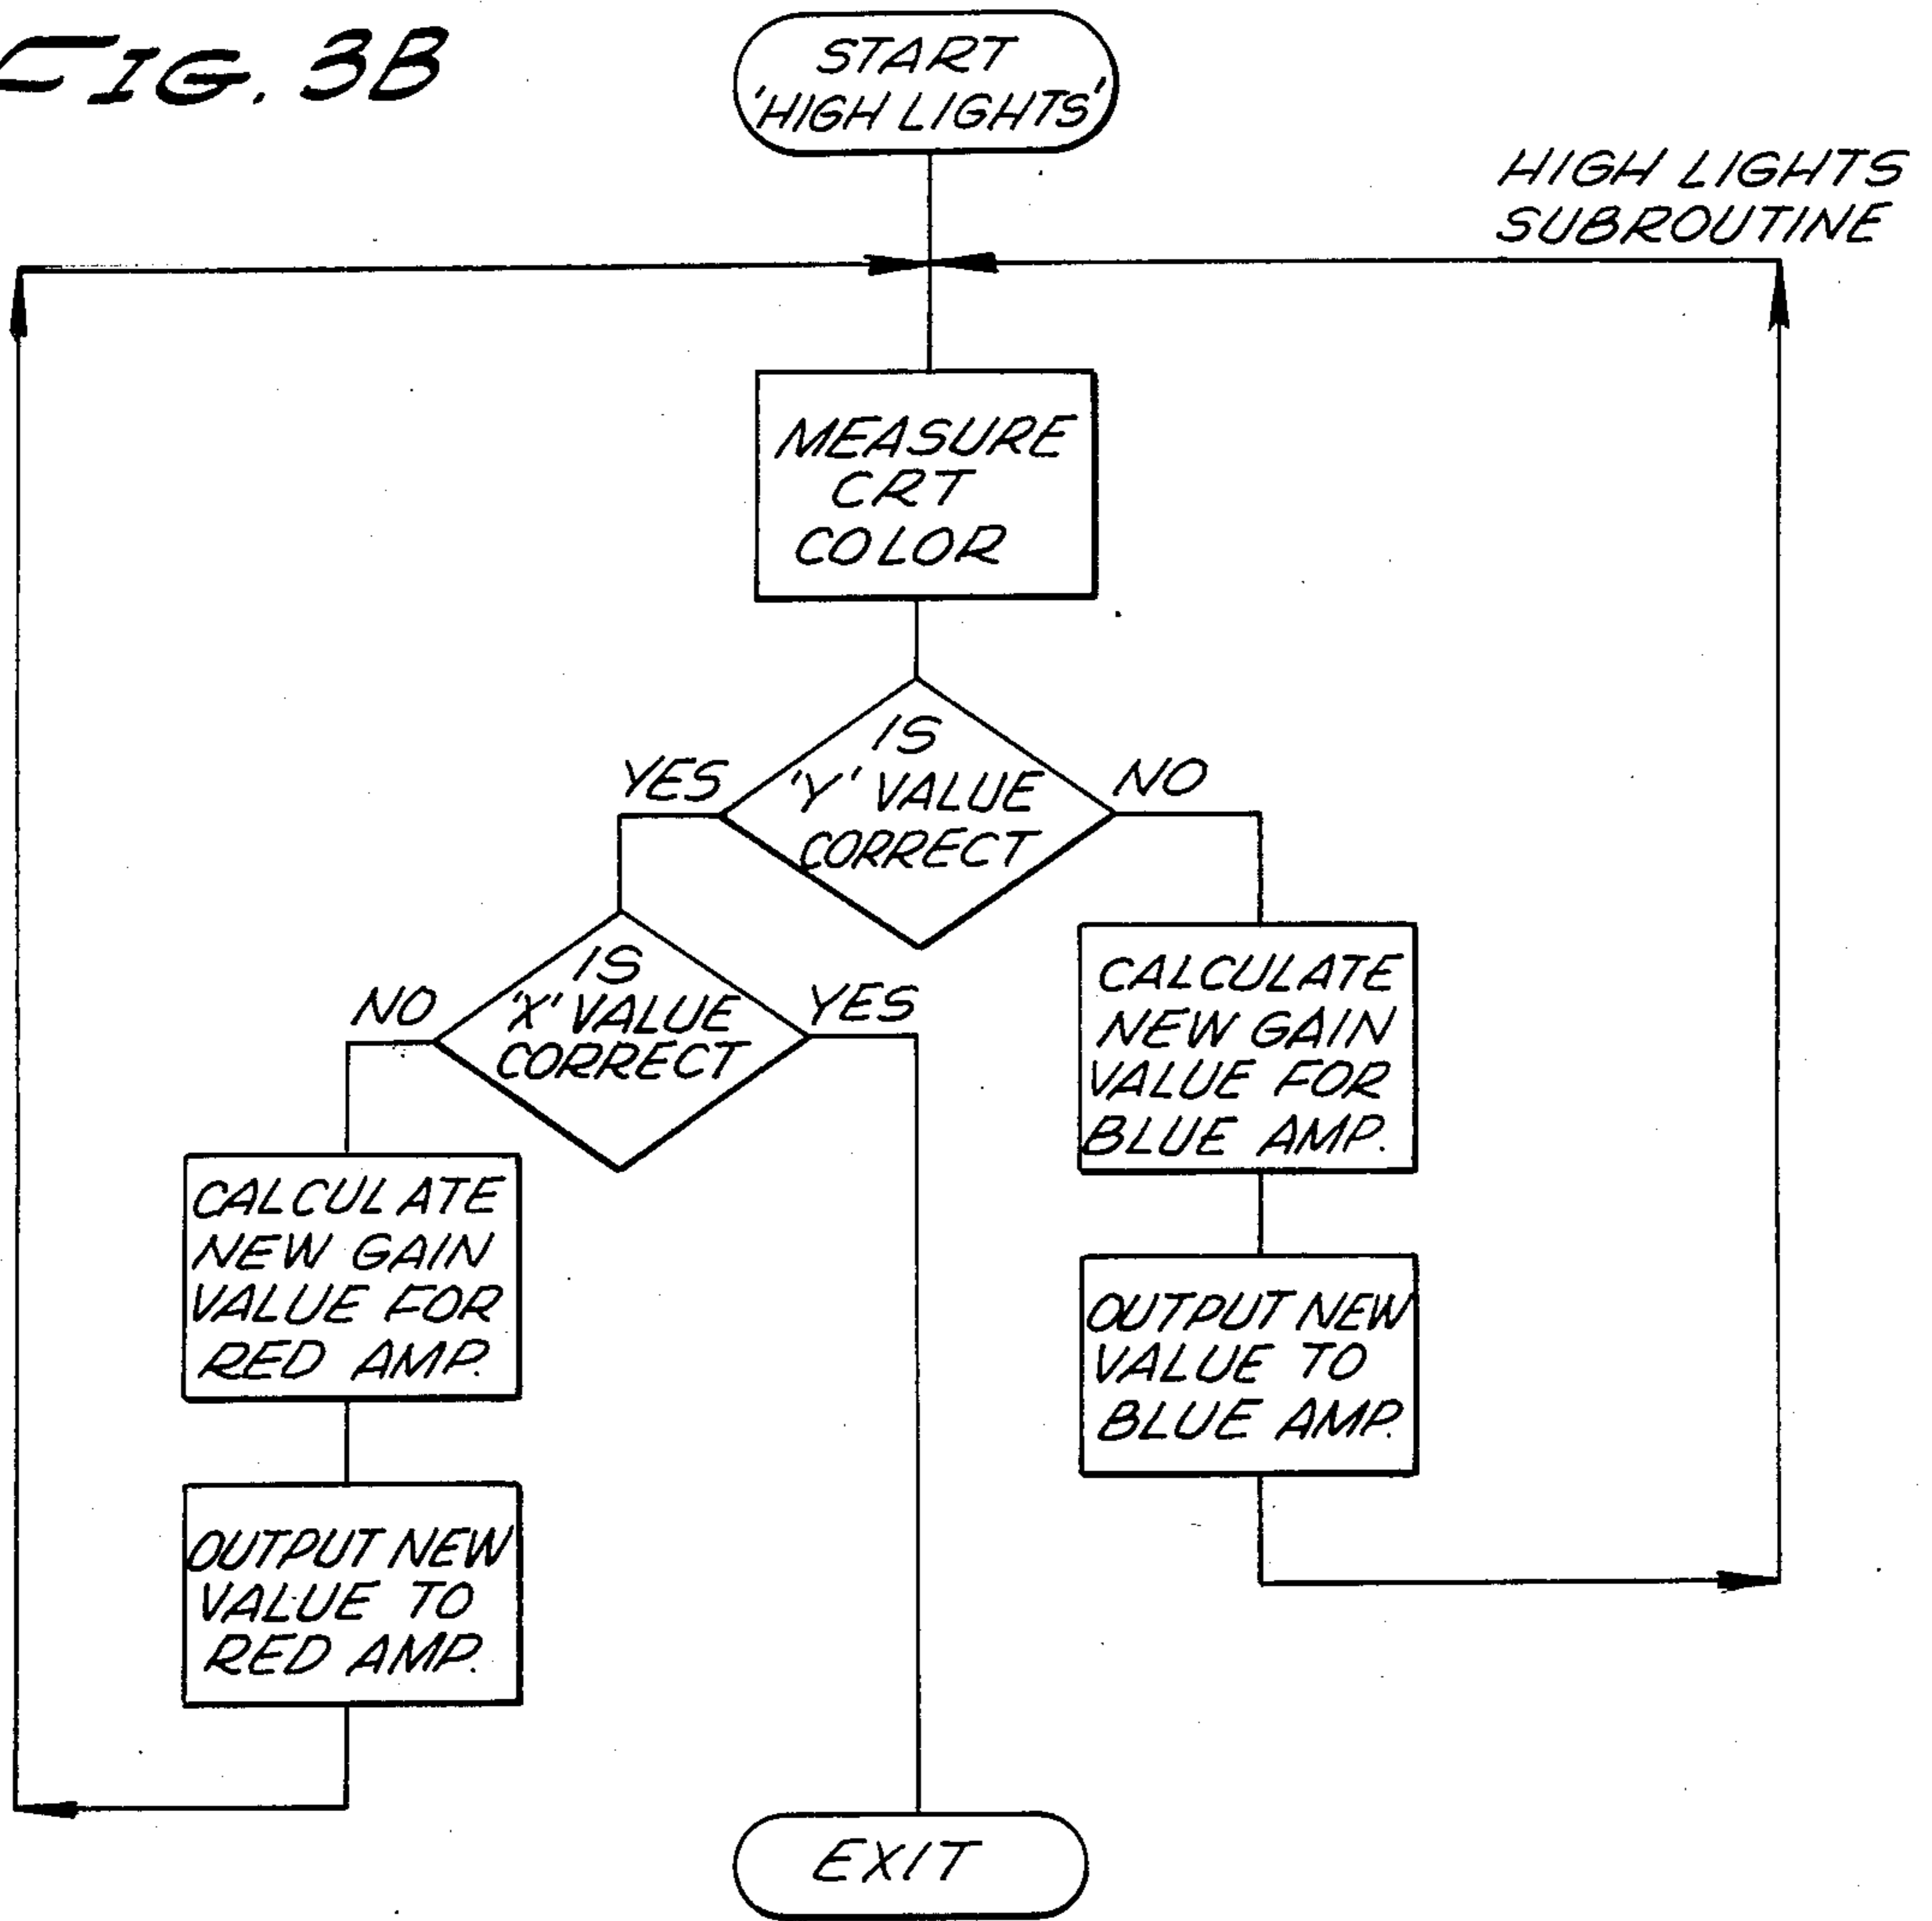 FIG. 3B
START
'HIGH LIGHTS'
HIGH LIGHTS
SUBROUTINE
MEASURE
CRT
COLOR
IS
'Y' VALUE
CORRECT
YES
NO
IS
'X' VALUE
CORRECT
NO
YES
CALCULATE
NEW GAIN
VALUE FOR
BLUE AMP.
CALCULATE
NEW GAIN
VALUE FOR
RED AMP.
OUTPUT NEW
VALUE TO
BLUE AMP.
OUTPUT NEW
VALUE TO
RED AMP.
EXIT